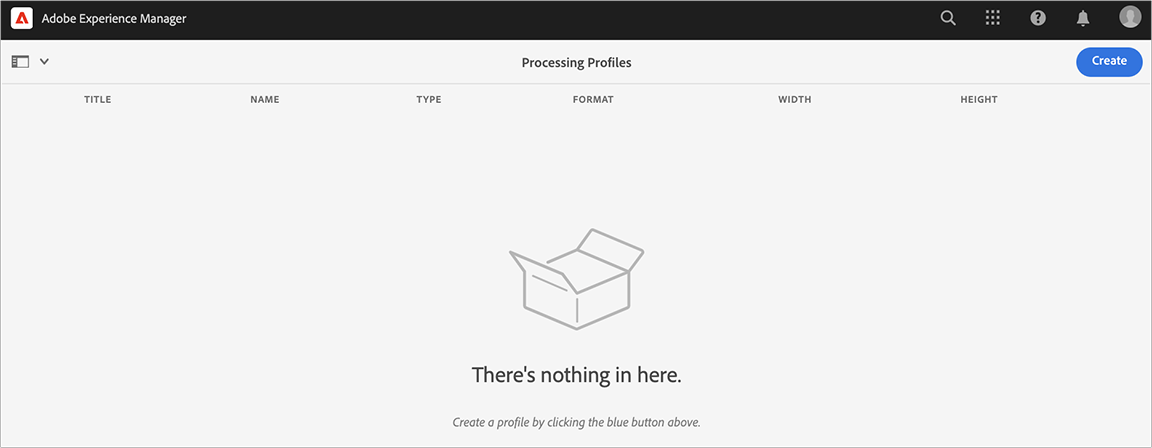 Adobe Experience Manager
Processing Profiles
Create
TITLE NAME TYPE FORMAT WIDTH HEIGHT
There's nothing in here.
Create a profile by clicking the blue button above.